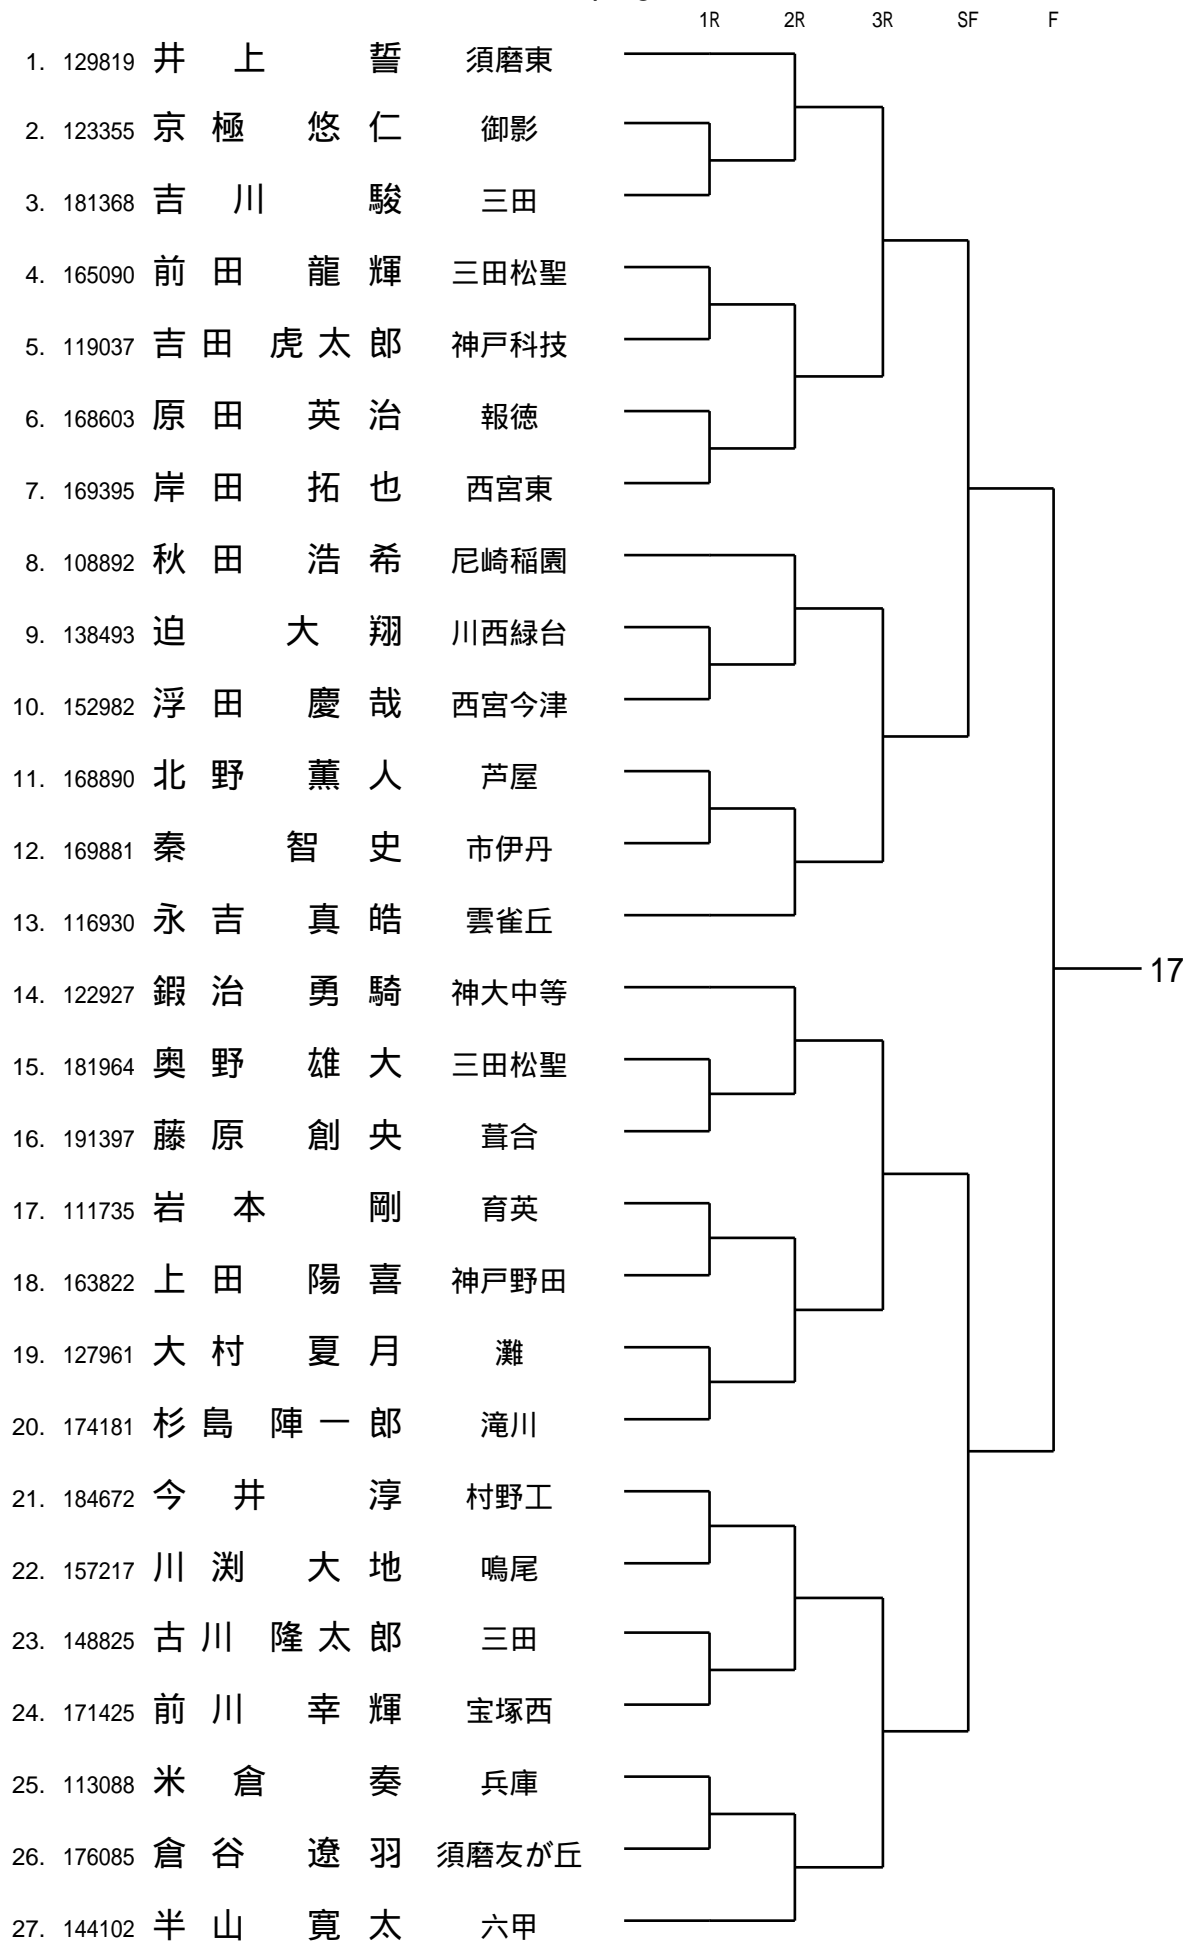 1R 2R 3R SF F
1. 129819 井上 誓 須磨東
2. 123355 京極 悠仁 御影
3. 181368 吉川 駿 三田
4. 165090 前田 龍輝 三田松聖
5. 119037 吉田 虎太郎 神戸科技
6. 168603 原田 英治 報徳
7. 169395 岸田 拓也 西宮東
8. 108892 秋田 浩希 尼崎稲園
9. 138493 迫 大翔 川西緑台
10. 152982 浮田 慶哉 西宮今津
11. 168890 北野 薫人 芦屋
12. 169881 秦 智史 市伊丹
13. 116930 永吉 真皓 雲雀丘
17
14. 122927 鍜治 勇騎 神大中等
15. 181964 奥野 雄大 三田松聖
16. 191397 藤原 創央 葺合
17. 111735 岩本 剛 育英
18. 163822 上田 陽喜 神戸野田
19. 127961 大村 夏月 灘
20. 174181 杉島 陣一郎 滝川
21. 184672 今井 淳 村野工
22. 157217 川渕 大地 鳴尾
23. 148825 古川 隆太郎 三田
24. 171425 前川 幸輝 宝塚西
25. 113088 米倉 奏 兵庫
26. 176085 倉谷 遼羽 須磨友が丘
27. 144102 半山 寛太 六甲